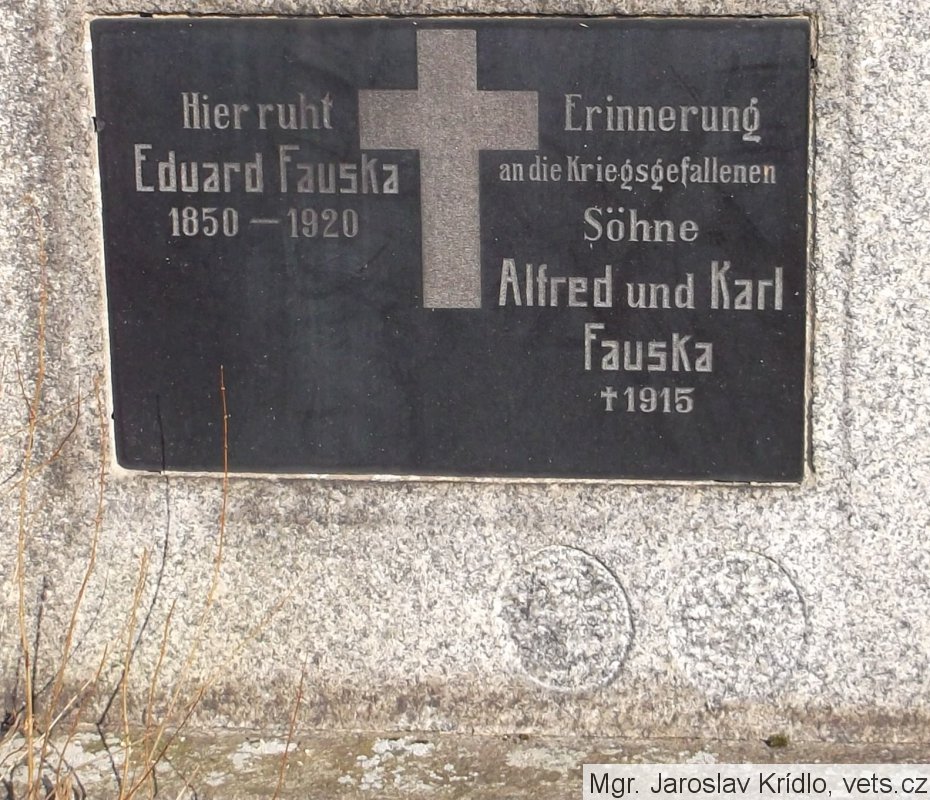 Hier ruht
Eduard Fauska
1850 — 1920
Erinnerung
an die Kriegsgefallenen
Söhne
Alfred und Karl
Fauska
✝1915
Mgr. Jaroslav Krídlo, vets.cz